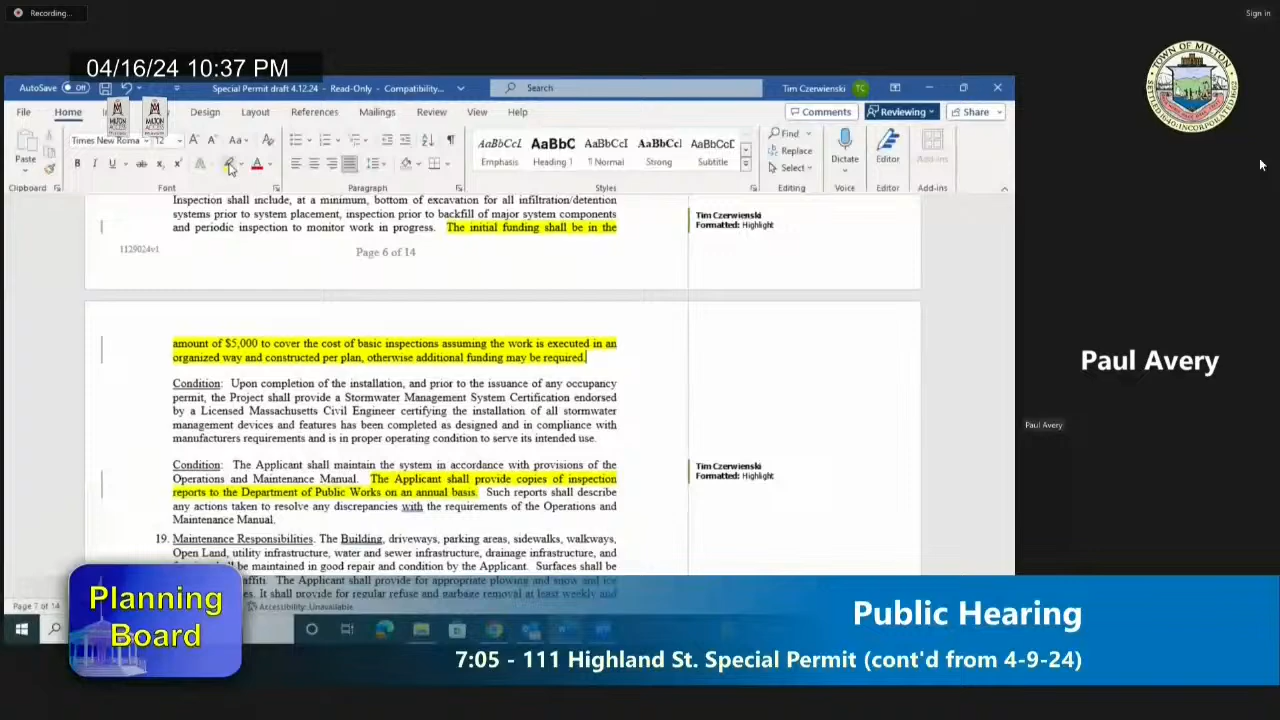 Recording...
Sign in
04/16/24 10:37 PM
AutoSave Off
Special Permit draft 4.12.24 - Read-Only - Compatibility...
Search
Tim Czerwienski TC
File Home Design Layout References Mailings Review View Help
Comments Reviewing Share
Paste
Times New Roma 12
AaBbCcL AaBbC AaBbCcI AaBbCcI AaBbCcD
Emphasis Heading 1 ¶ Normal Strong Subtitle
Find
Replace
Select
Dictate Editor Add-ins
Clipboard Font Paragraph Styles Editing Voice Editor Add-ins
Inspection shall include, at a minimum, bottom of excavation for all infiltration/detention
systems prior to system placement, inspection prior to backfill of major system components
and periodic inspection to monitor work in progress. The initial funding shall be in the
Tim Czerwienski
Formatted: Highlight
1129024v1
Page 6 of 14
amount of $5,000 to cover the cost of basic inspections assuming the work is executed in an
organized way and constructed per plan, otherwise additional funding may be required.
Condition: Upon completion of the installation, and prior to the issuance of any occupancy
permit, the Project shall provide a Stormwater Management System Certification endorsed
by a Licensed Massachusetts Civil Engineer certifying the installation of all stormwater
management devices and features has been completed as designed and in compliance with
manufacturers requirements and is in proper operating condition to serve its intended use.
Condition: The Applicant shall maintain the system in accordance with provisions of the
Operations and Maintenance Manual. The Applicant shall provide copies of inspection
reports to the Department of Public Works on an annual basis. Such reports shall describe
any actions taken to resolve any discrepancies with the requirements of the Operations and
Maintenance Manual.
Tim Czerwienski
Formatted: Highlight
19. Maintenance Responsibilities. The Building, driveways, parking areas, sidewalks, walkways,
Open Land, utility infrastructure, water and sewer infrastructure, drainage infrastructure, and
be maintained in good repair and condition by the Applicant. Surfaces shall be
The Applicant shall provide for appropriate plowing and snow and ice
It shall provide for regular refuse and garbage removal at least weekly and
Page 7 of 14
Accessibility: Unavailable
Paul Avery
Paul Avery
TOWN OF MILTON
Planning
Board
Public Hearing
7:05 - 111 Highland St. Special Permit (cont'd from 4-9-24)